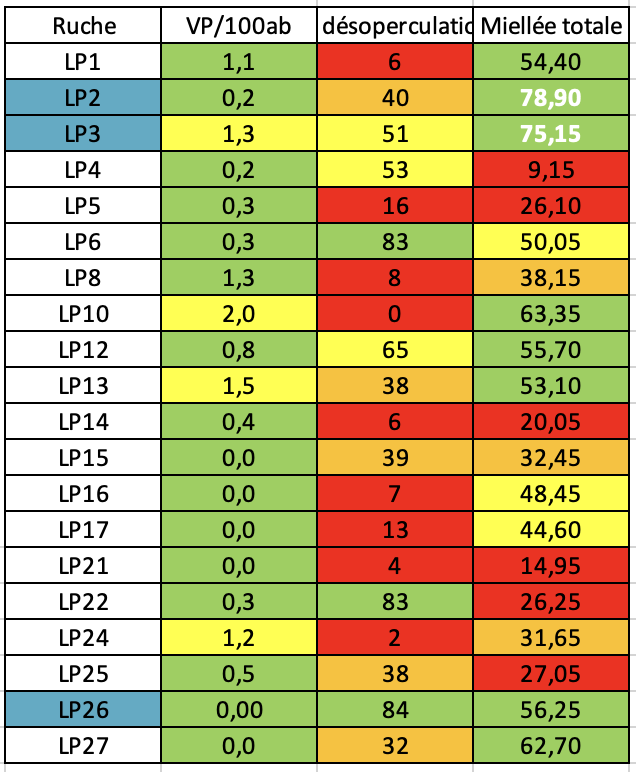 Ruche VP/100ab désoperculatio Miellée totale
LP1 1,1 6 54,40
LP2 0,2 40 78,90
LP3 1,3 51 75,15
LP4 0,2 53 9,15
LP5 0,3 16 26,10
LP6 0,3 83 50,05
LP8 1,3 8 38,15
LP10 2,0 0 63,35
LP12 0,8 65 55,70
LP13 1,5 38 53,10
LP14 0,4 6 20,05
LP15 0,0 39 32,45
LP16 0,0 7 48,45
LP17 0,0 13 44,60
LP21 0,0 4 14,95
LP22 0,3 83 26,25
LP24 1,2 2 31,65
LP25 0,5 38 27,05
LP26 0,00 84 56,25
LP27 0,0 32 62,70